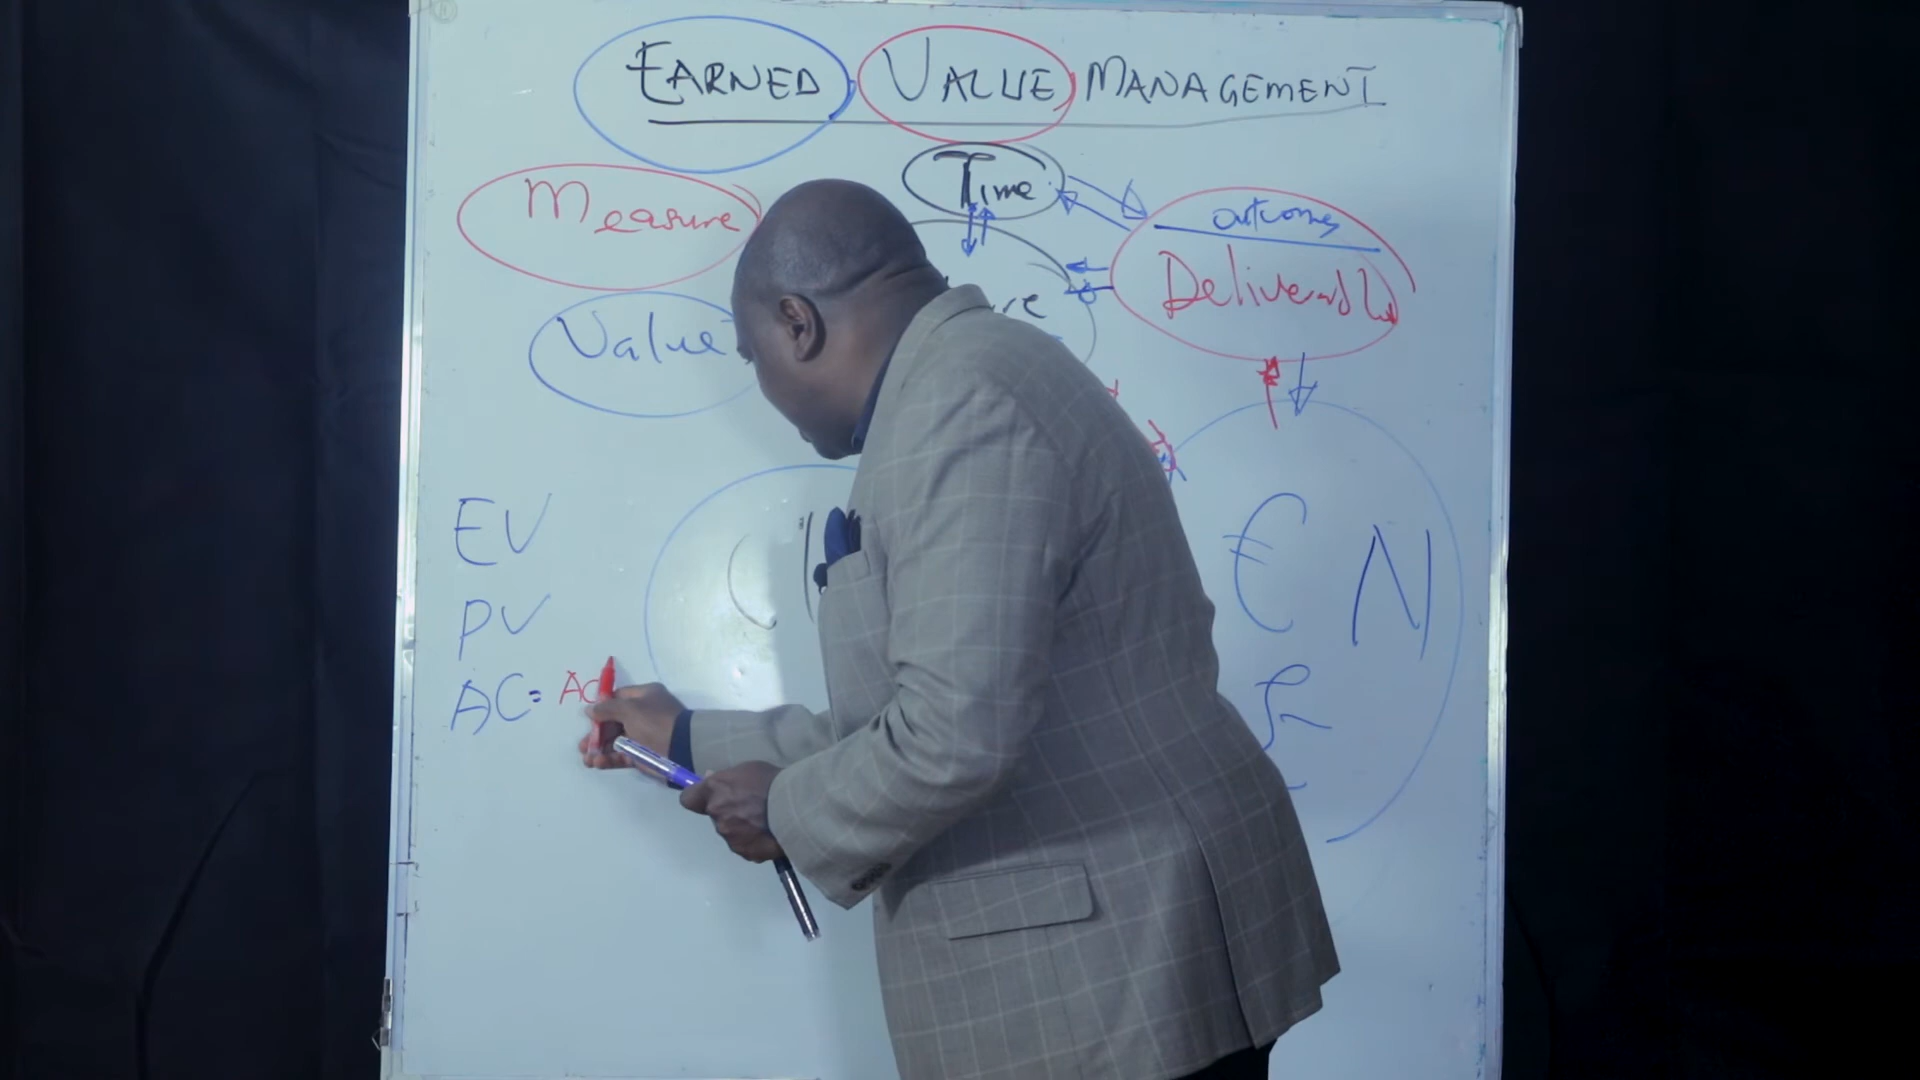 EARNED VALUE MANAGEMENT
Time
Measure
outcomes
Deliverables
Value
EV
PV
AC= AC
€ N